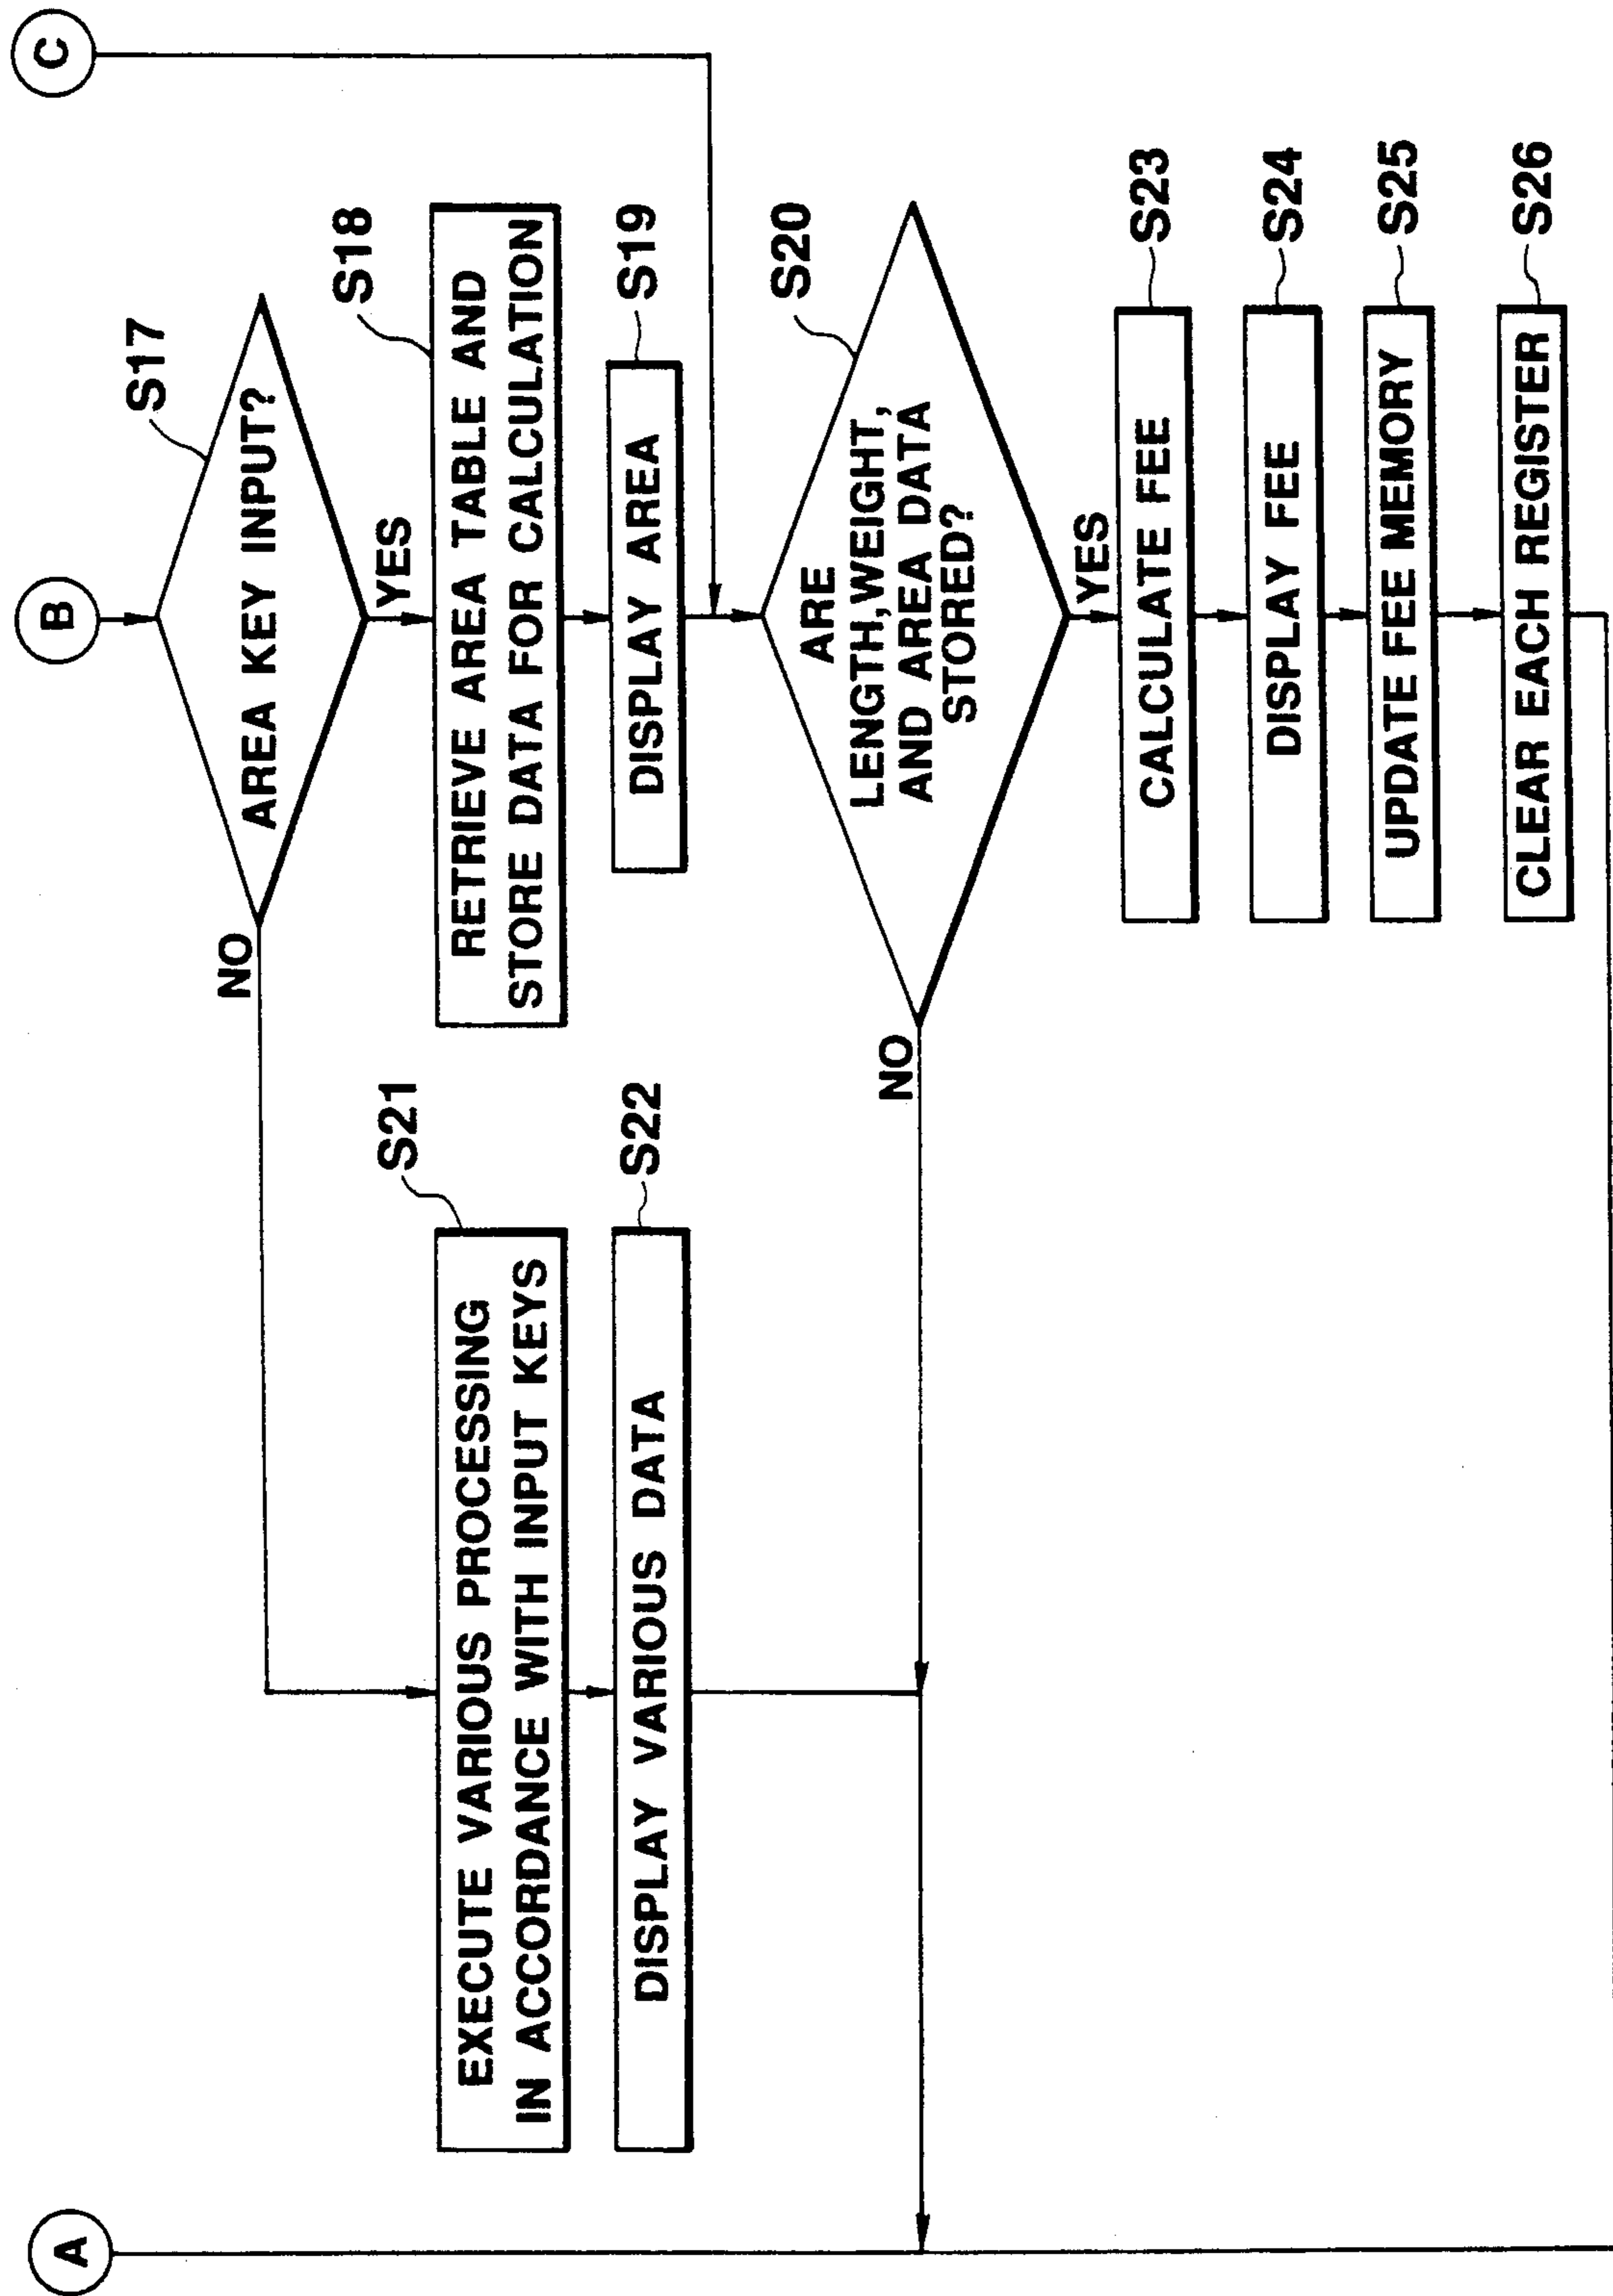 A
B
C
S17
AREA KEY INPUT?
NO
YES
S18
RETRIEVE AREA TABLE AND
STORE DATA FOR CALCULATION
S21
EXECUTE VARIOUS PROCESSING
IN ACCORDANCE WITH INPUT KEYS
S19
DISPLAY AREA
S22
DISPLAY VARIOUS DATA
S20
ARE
LENGTH,WEIGHT,
AND AREA DATA
STORED?
NO
YES
S23
CALCULATE FEE
S24
DISPLAY FEE
S25
UPDATE FEE MEMORY
S26
CLEAR EACH REGISTER